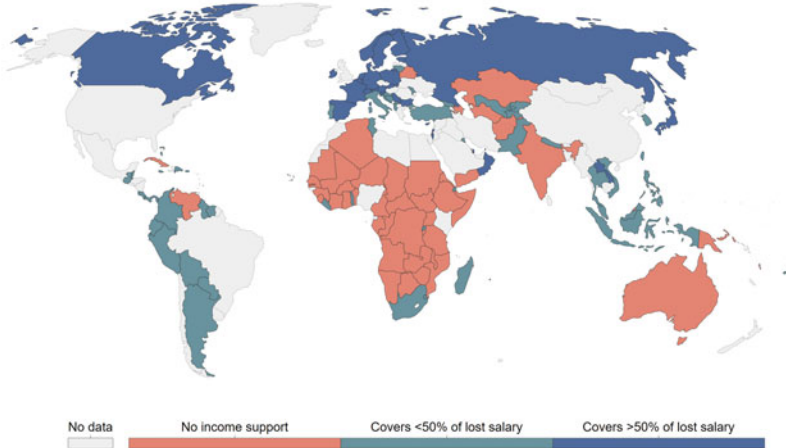 No data
No income support
Covers <50% of lost salary
Covers >50% of lost salary